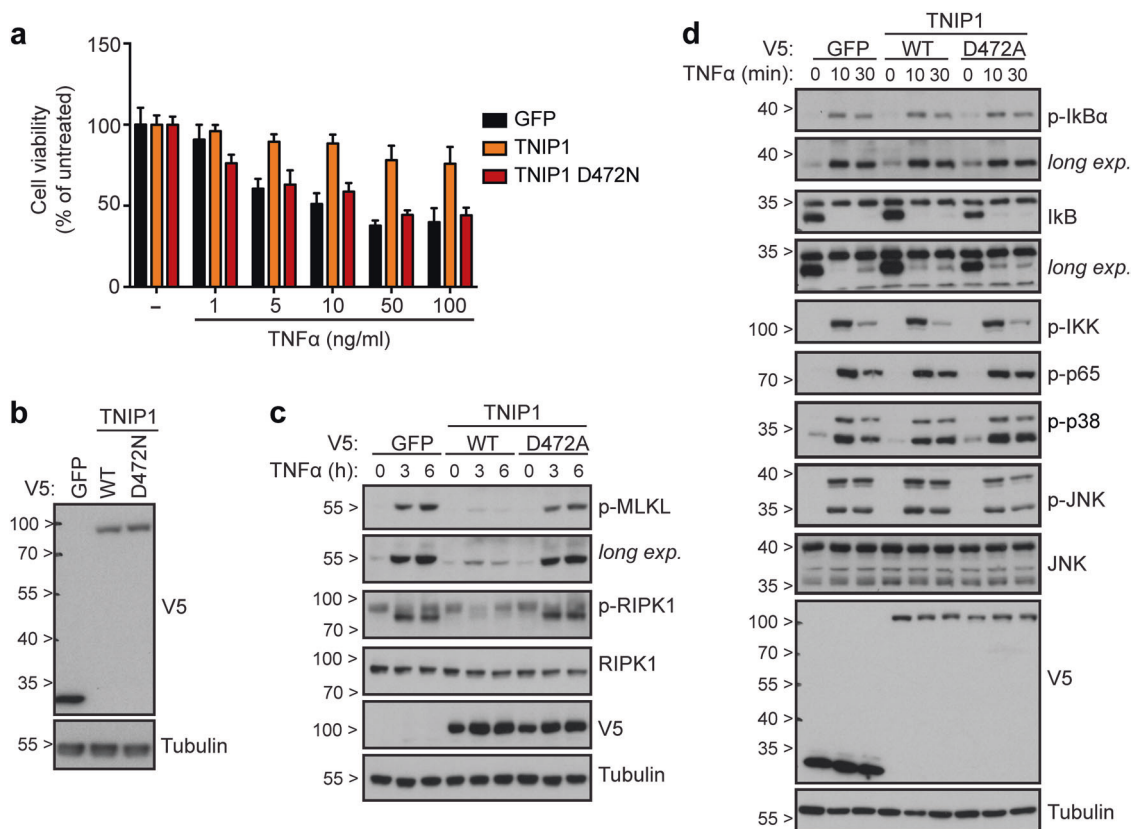 a
150
100
50
0
Cell viability
(% of untreated)
– 1 5 10 50 100
TNFα (ng/ml)
GFP
TNIP1
TNIP1 D472N
b
TNIP1
V5: GFP WT D472N
100 >
70 >
55 >
40 >
35 >
V5
55 >
Tubulin
c
TNIP1
V5: GFP WT D472A
TNFα (h): 0 3 6 0 3 6 0 3 6
55 > p-MLKL
55 > long exp.
100 >
70 >
p-RIPK1
100 >
70 >
RIPK1
100 > V5
55 > Tubulin
d
TNIP1
V5: GFP WT D472A
TNFα (min): 0 10 30 0 10 30 0 10 30
40 > p-IkBα
40 > long exp.
35 > IkB
35 > long exp.
100 > p-IKK
70 > p-p65
35 > p-p38
40 >
35 >
p-JNK
40 >
35 >
JNK
100 >
70 >
55 >
40 >
35 >
V5
55 > Tubulin